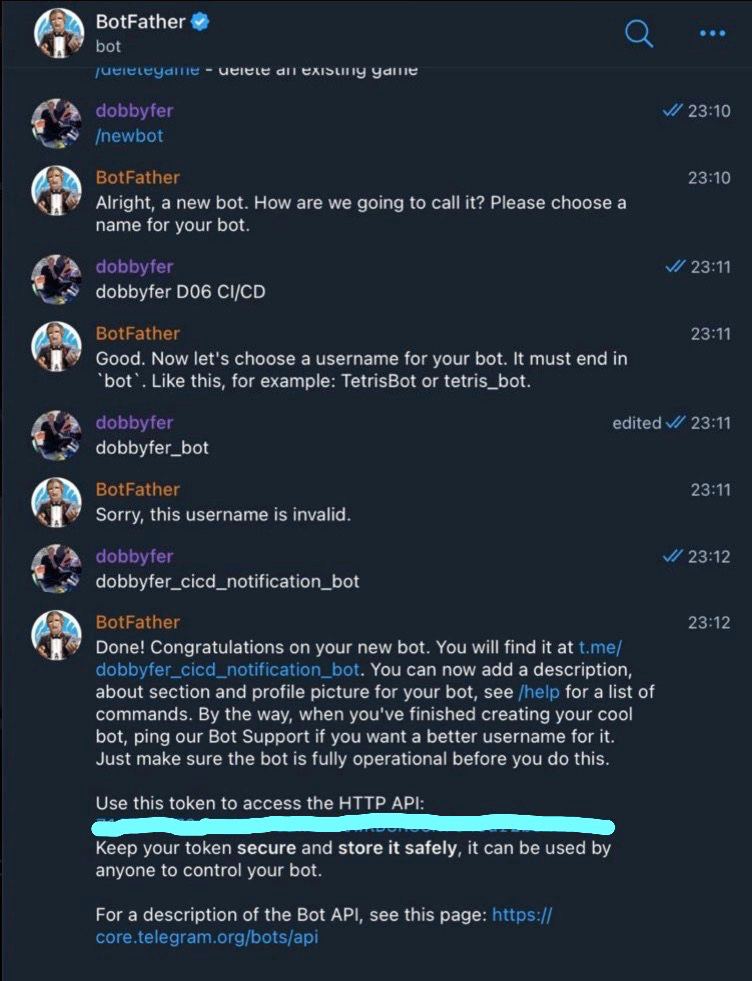 BotFather
bot
/deletegame - delete an existing game
dobbyfer
23:10
/newbot
BotFather
23:10
Alright, a new bot. How are we going to call it? Please choose a
name for your bot.
dobbyfer
23:11
dobbyfer D06 CI/CD
BotFather
23:11
Good. Now let's choose a username for your bot. It must end in
`bot`. Like this, for example: TetrisBot or tetris_bot.
dobbyfer
edited 23:11
dobbyfer_bot
BotFather
23:11
Sorry, this username is invalid.
dobbyfer
23:12
dobbyfer_cicd_notification_bot
BotFather
23:12
Done! Congratulations on your new bot. You will find it at t.me/
dobbyfer_cicd_notification_bot. You can now add a description,
about section and profile picture for your bot, see /help for a list of
commands. By the way, when you've finished creating your cool
bot, ping our Bot Support if you want a better username for it.
Just make sure the bot is fully operational before you do this.
Use this token to access the HTTP API:
Keep your token secure and store it safely, it can be used by
anyone to control your bot.
For a description of the Bot API, see this page: https://
core.telegram.org/bots/api